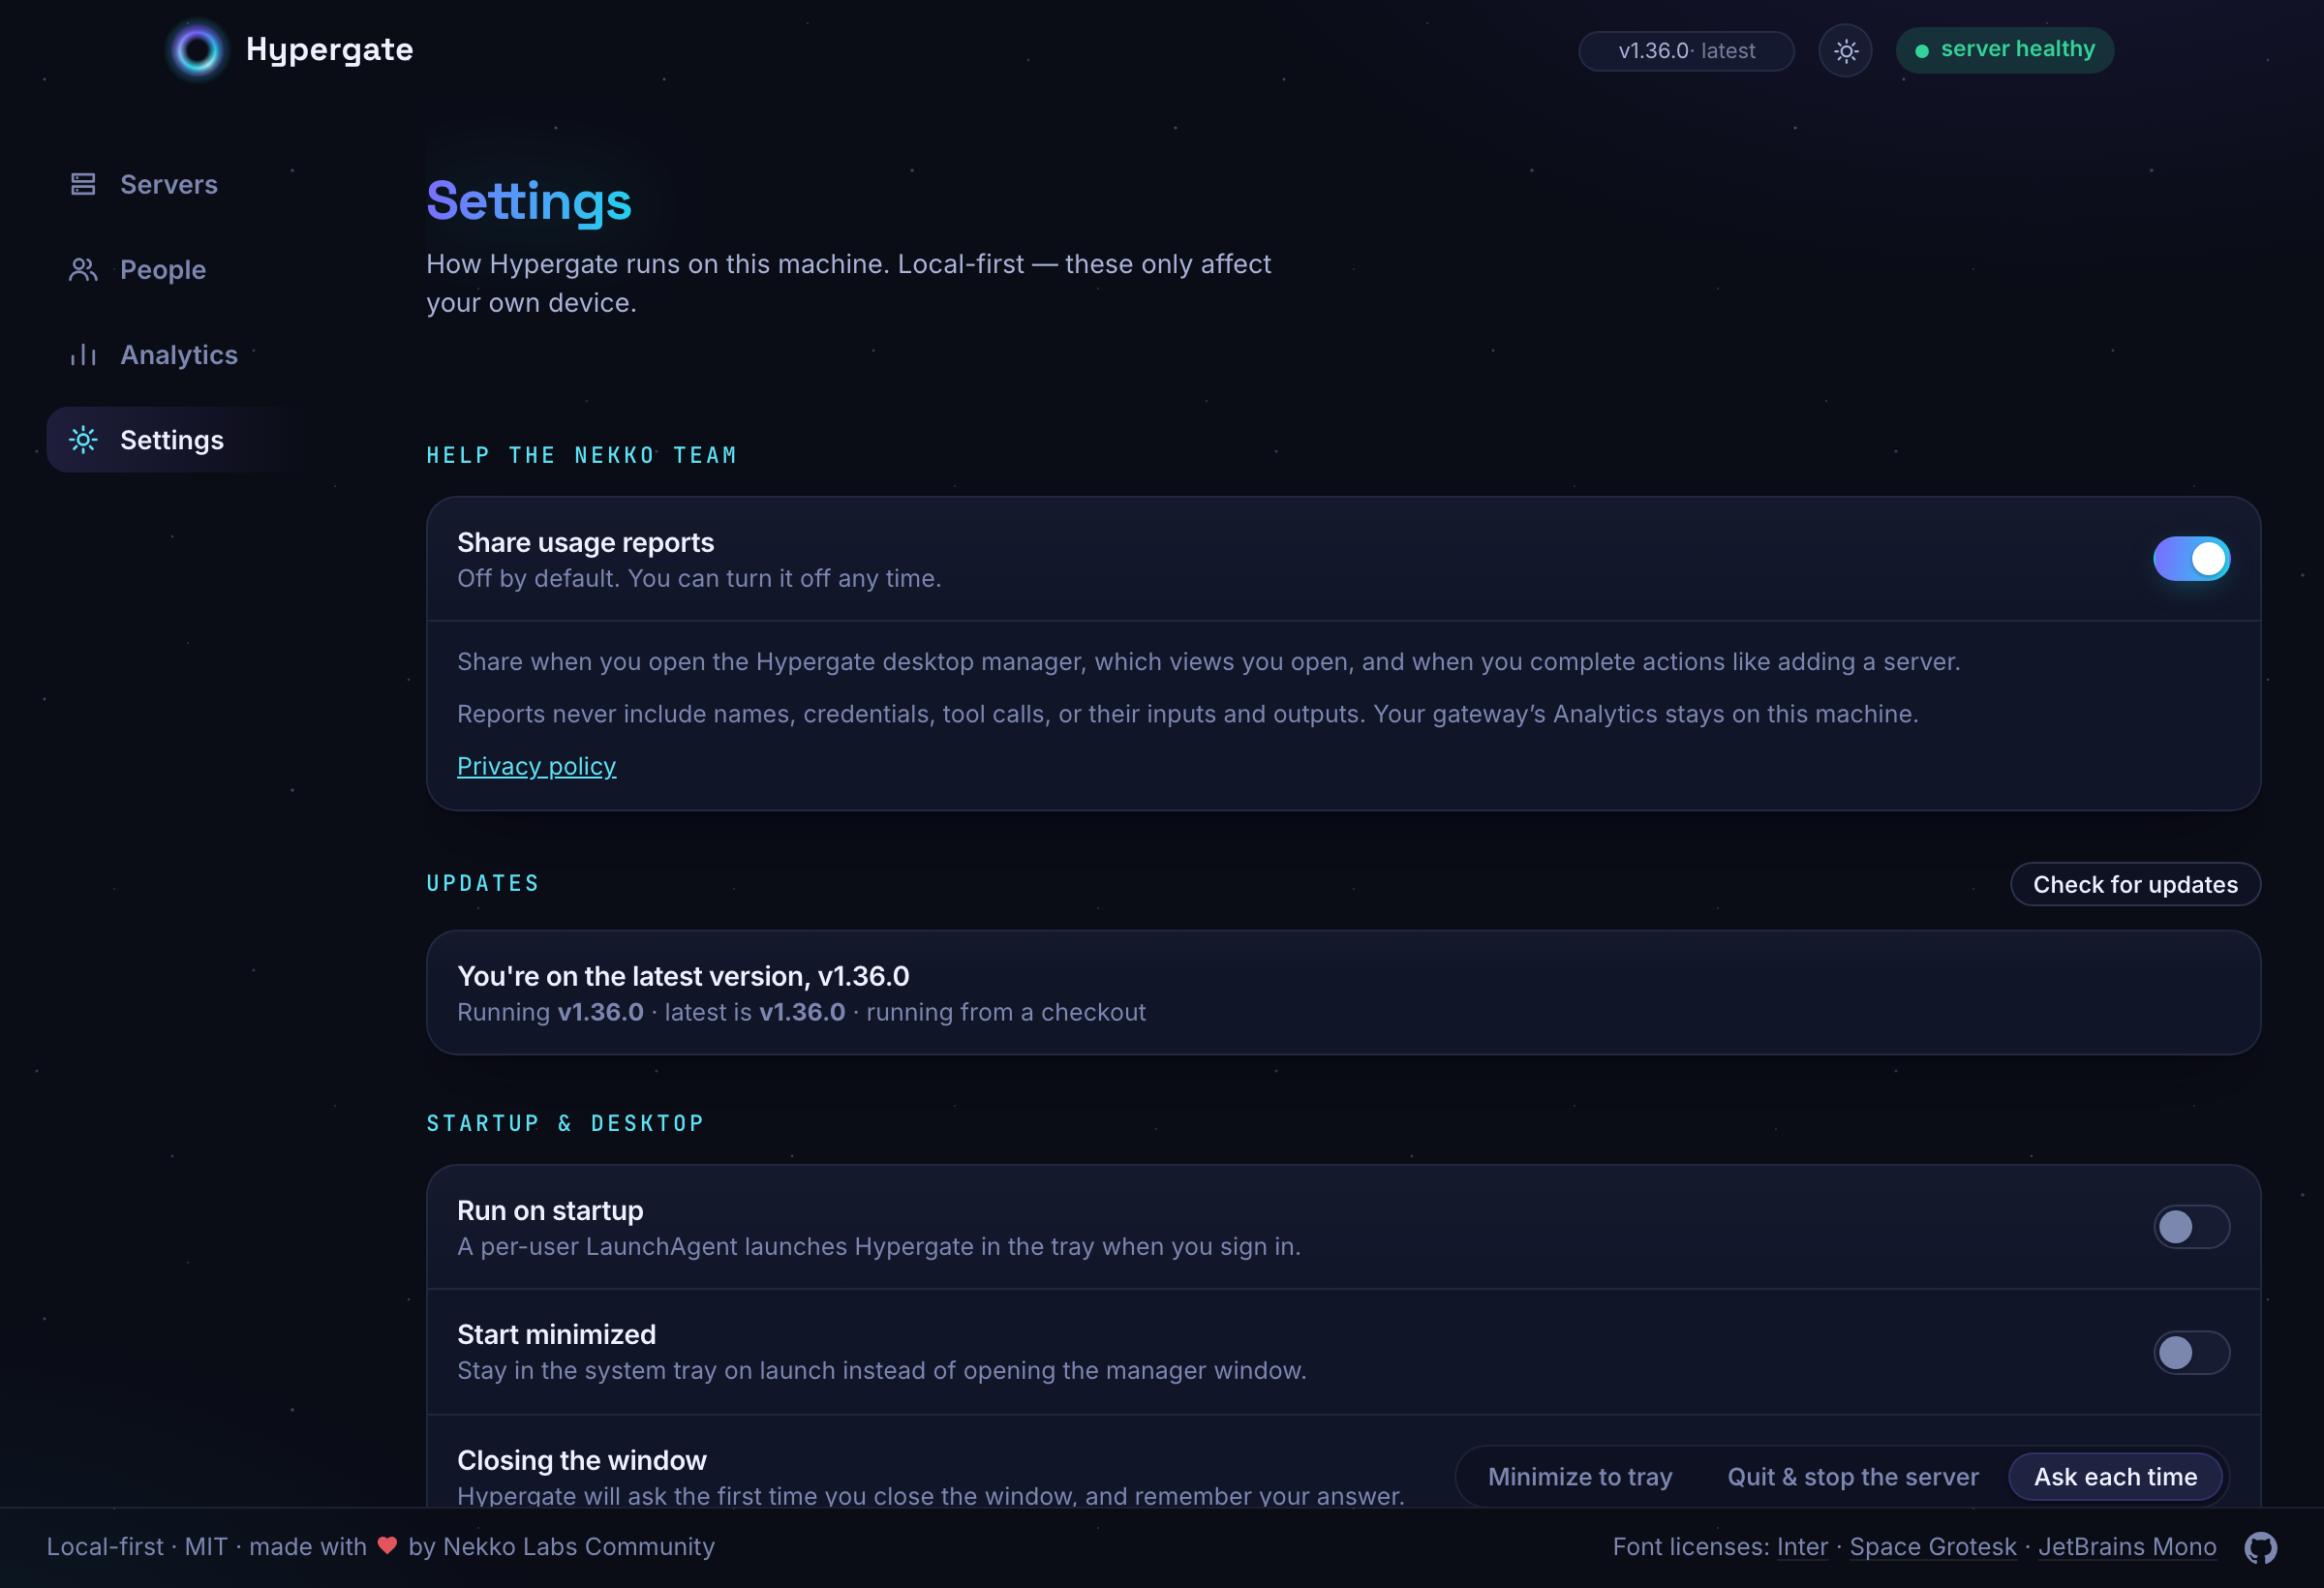 Hypergate
v1.36.0 · latest
server healthy
Servers
People
Analytics
Settings
Settings
How Hypergate runs on this machine. Local-first — these only affect
your own device.
HELP THE NEKKO TEAM
Share usage reports
Off by default. You can turn it off any time.
Share when you open the Hypergate desktop manager, which views you open, and when you complete actions like adding a server.
Reports never include names, credentials, tool calls, or their inputs and outputs. Your gateway’s Analytics stays on this machine.
Privacy policy
UPDATES
Check for updates
You're on the latest version, v1.36.0
Running v1.36.0 · latest is v1.36.0 · running from a checkout
STARTUP & DESKTOP
Run on startup
A per-user LaunchAgent launches Hypergate in the tray when you sign in.
Start minimized
Stay in the system tray on launch instead of opening the manager window.
Closing the window
Hypergate will ask the first time you close the window, and remember your answer.
Minimize to tray
Quit & stop the server
Ask each time
Local-first · MIT · made with ❤ by Nekko Labs Community
Font licenses: Inter · Space Grotesk · JetBrains Mono